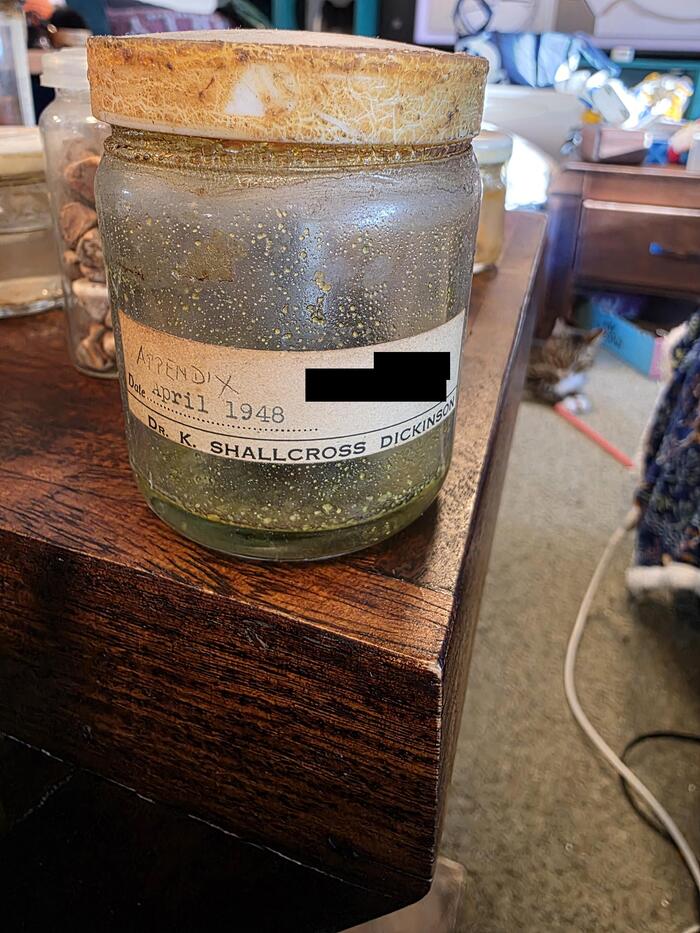 APPENDIX
Date April 1948
DR. K. SHALLCROSS DICKINSON